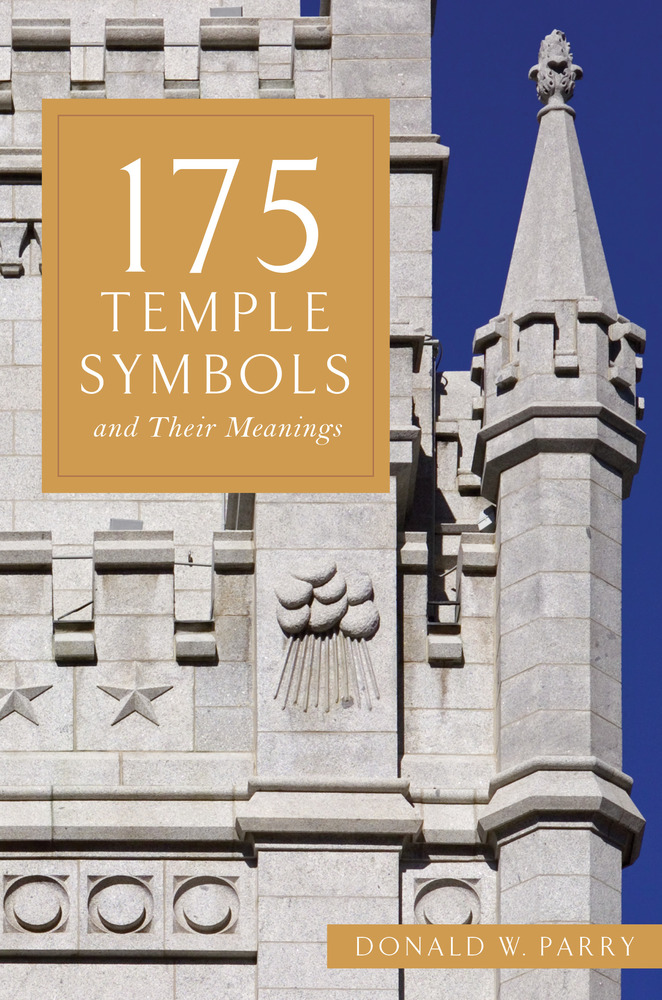 175
TEMPLE
SYMBOLS
and Their Meanings
DONALD W. PARRY